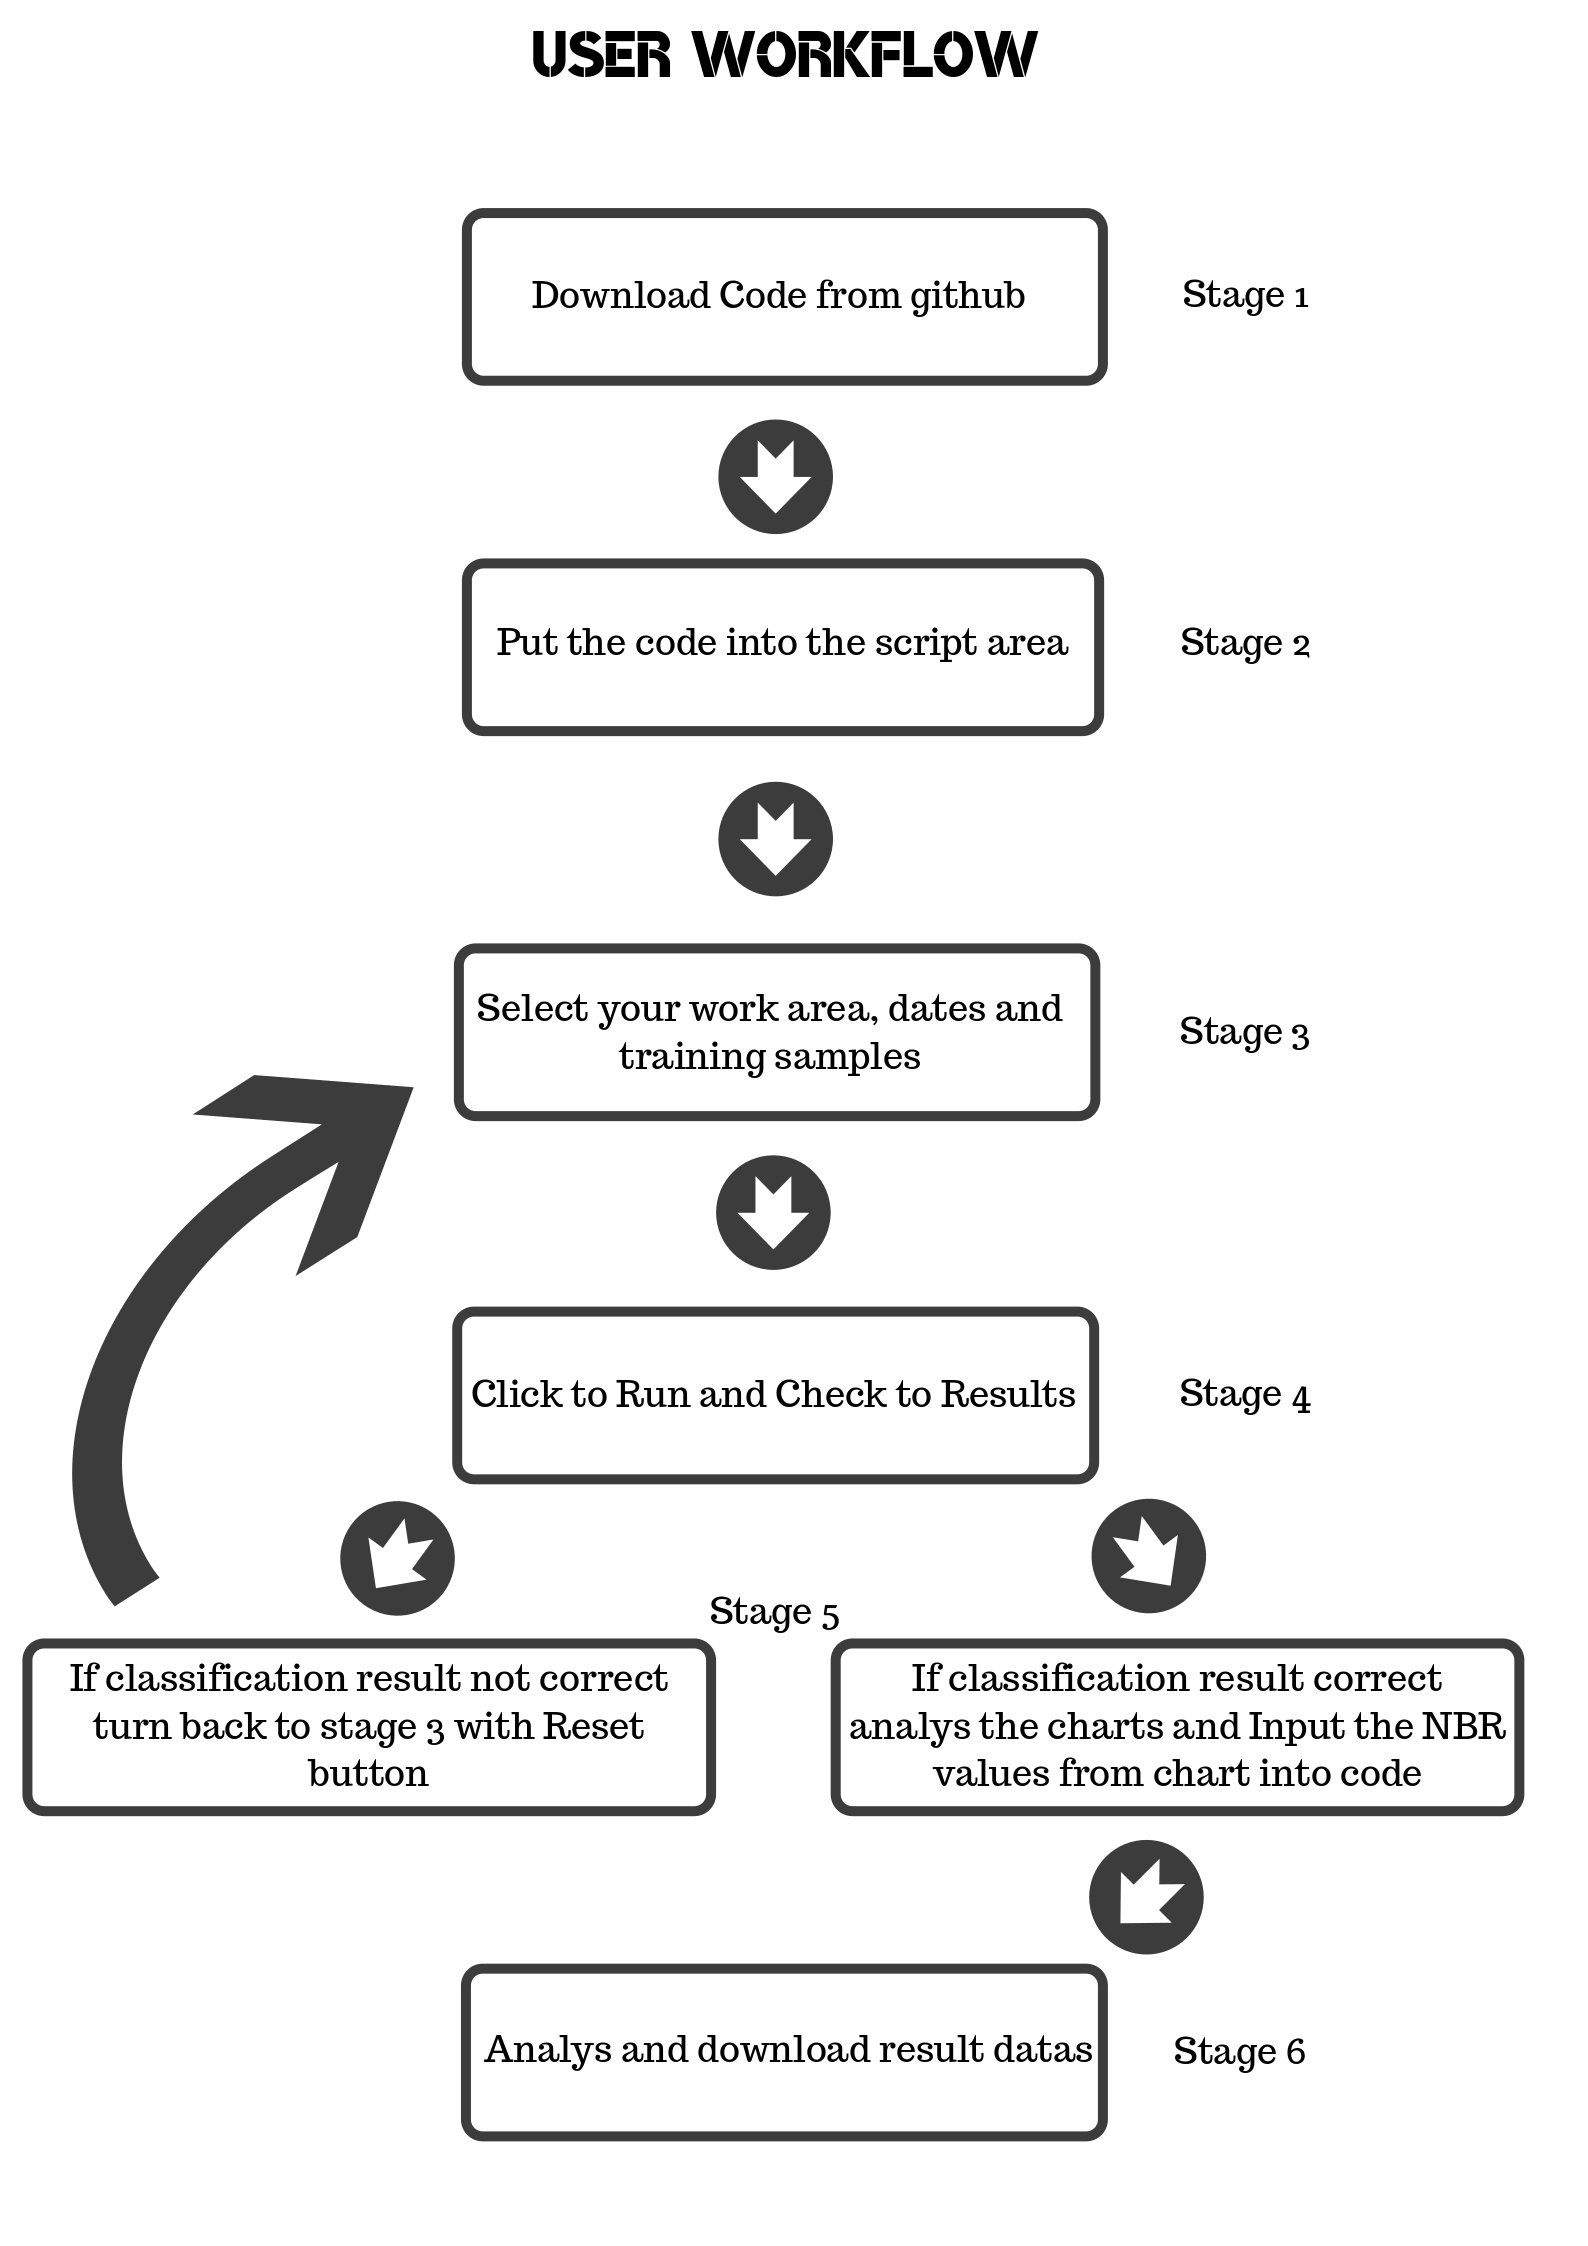 USER WORKFLOW
Download Code from github
Stage 1
Put the code into the script area
Stage 2
Select your work area, dates and
training samples
Stage 3
Click to Run and Check to Results
Stage 4
Stage 5
If classification result not correct
turn back to stage 3 with Reset
button
If classification result correct
analys the charts and Input the NBR
values from chart into code
Analys and download result datas
Stage 6